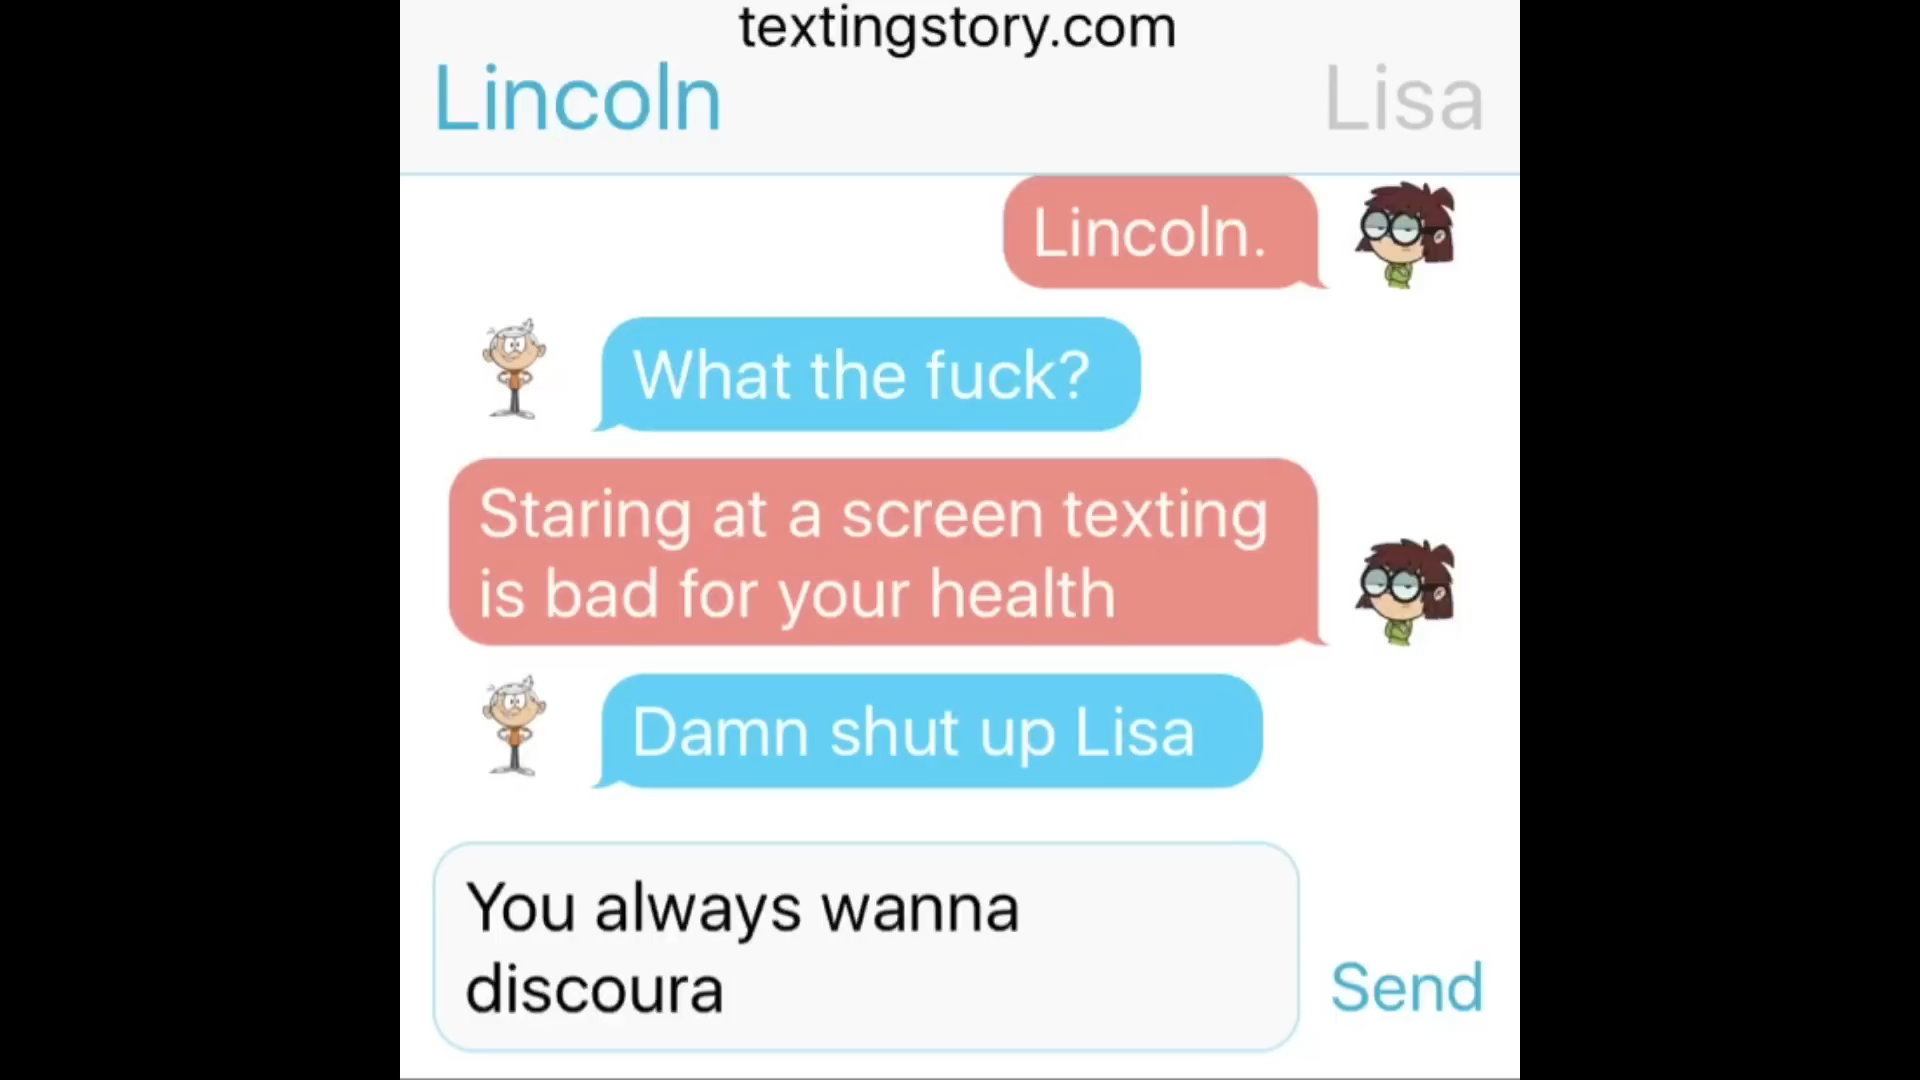 textingstory.com
Lincoln
Lisa
Lincoln.
What the fuck?
Staring at a screen texting
is bad for your health
Damn shut up Lisa
You always wanna
discoura
Send